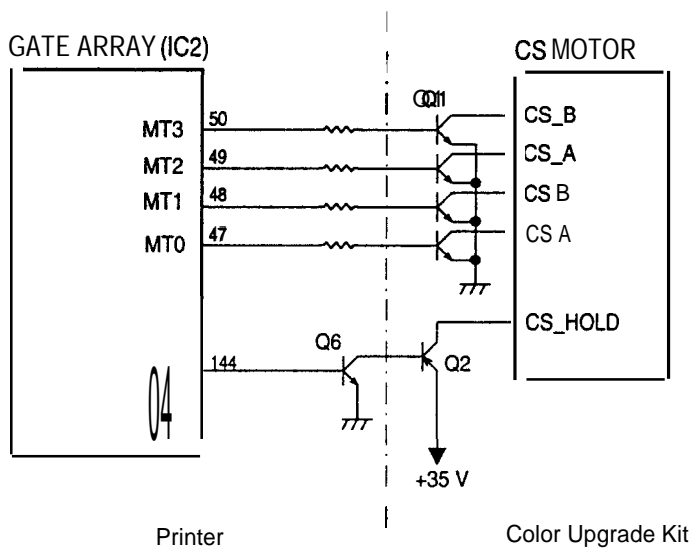 GATE ARRAY (IC2)
CS MOTOR
MT3 50
MT2 49
MT1 48
MT0 47
CS_B
CS_A
CS B
CS A
CS_HOLD
Q6
Q2
144
04
+35 V
Printer
Color Upgrade Kit